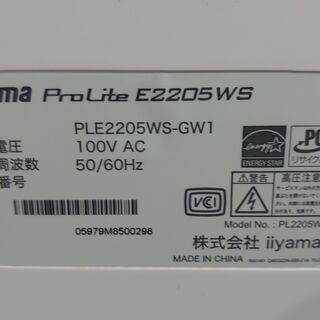 ma ProLite E2205WS
電圧 PLE2205WS-GW1
100V AC
周波数 50/60Hz
番号
05979M8500298
ENERGY STAR
PC
リサイクル
VCI
警告 高圧注意
Model No. : PL2205W
株式会社 iiyama
MADE IN CHINA